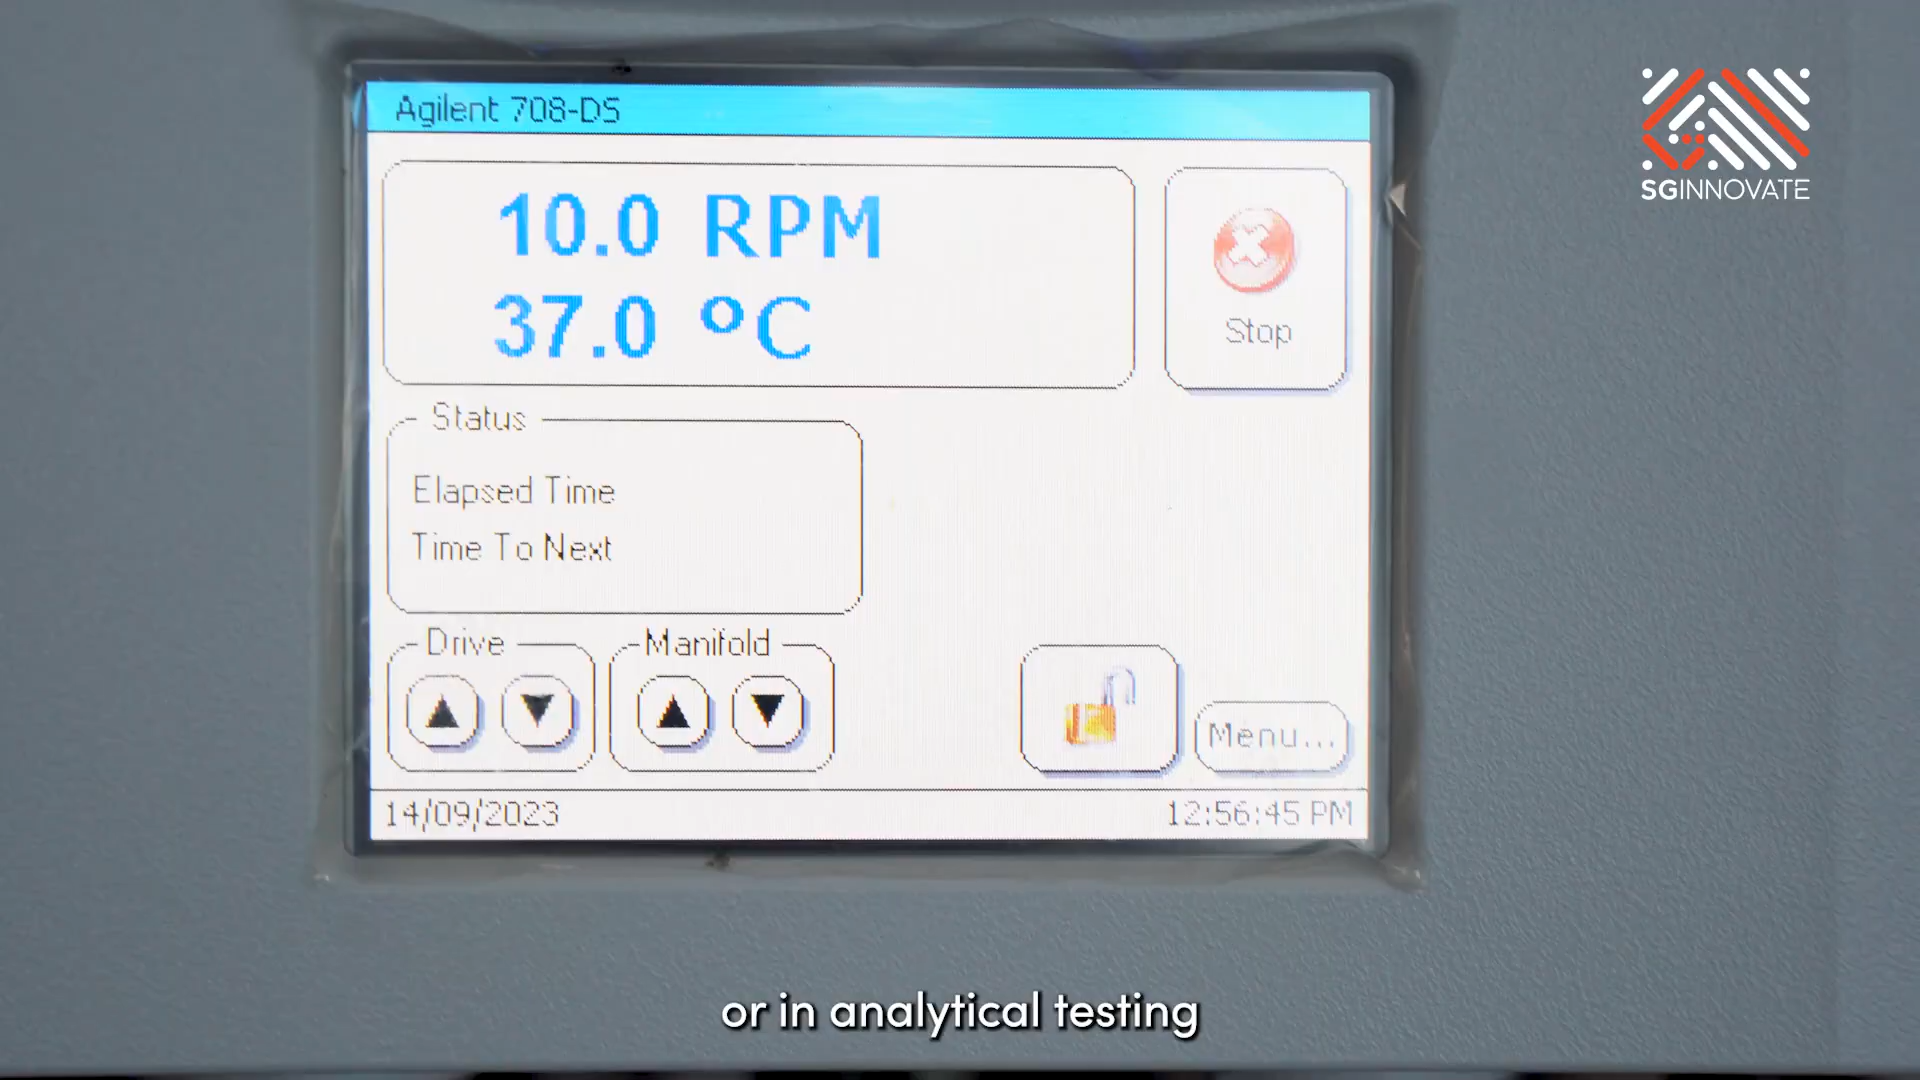 Agilent 708-DS
10.0 RPM
37.0 °C
Stop
Status
Elapsed Time
Time To Next
Drive
Manifold
Menu...
14/09/2023
12:56:45 PM
SGINNOVATE
or in analytical testing